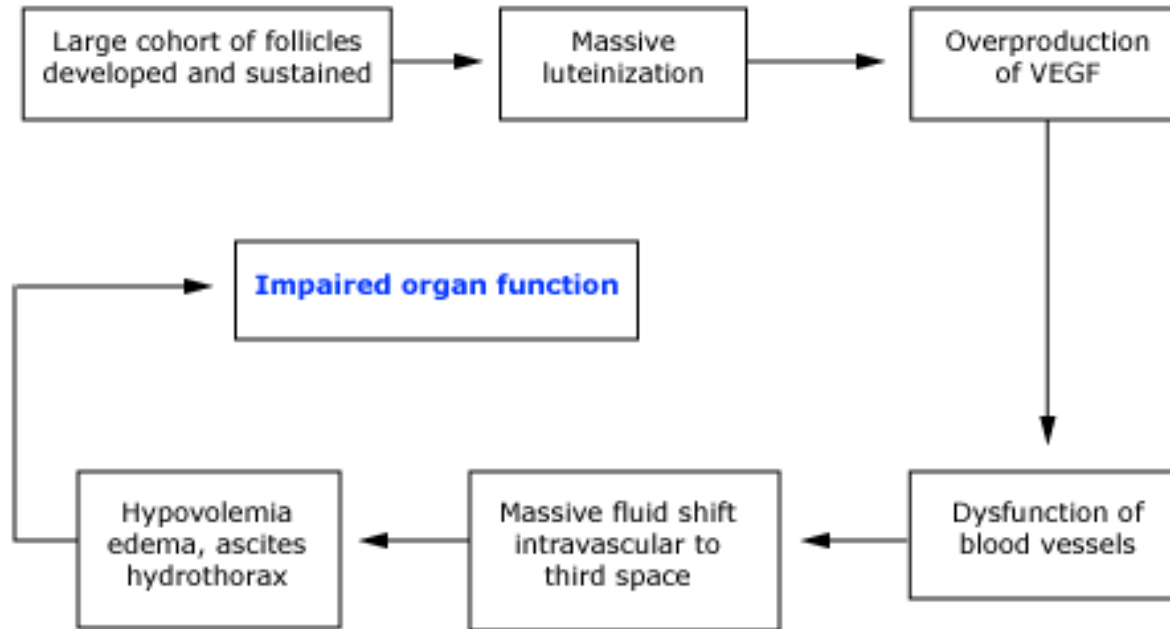 Large cohort of follicles
developed and sustained
Massive
luteinization
Overproduction
of VEGF
Dysfunction of
blood vessels
Massive fluid shift
intravascular to
third space
Hypovolemia
edema, ascites
hydrothorax
Impaired organ function